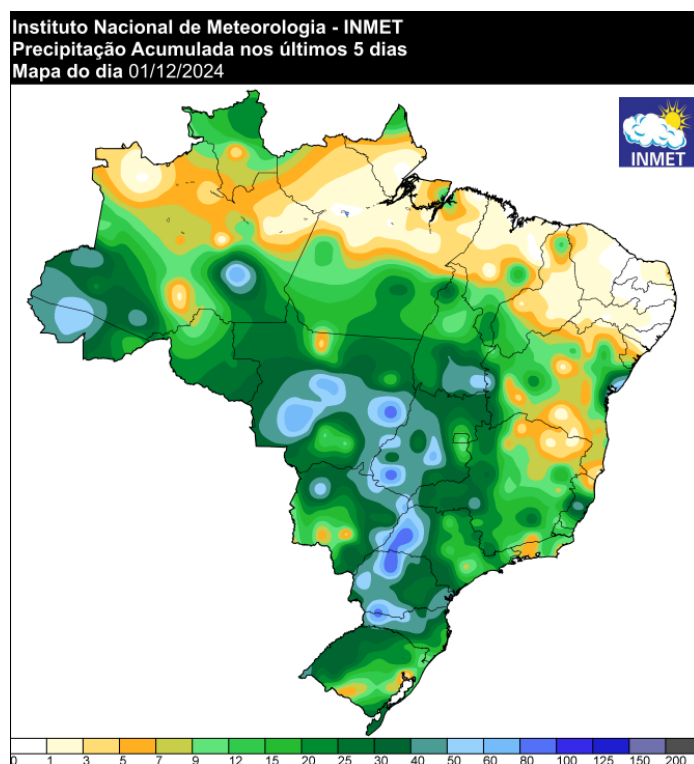 Instituto Nacional de Meteorologia - INMET
Precipitação Acumulada nos últimos 5 dias
Mapa do dia 01/12/2024
INMET
0 1 3 5 7 9 12 15 20 25 30 40 50 60 80 100 125 150 200